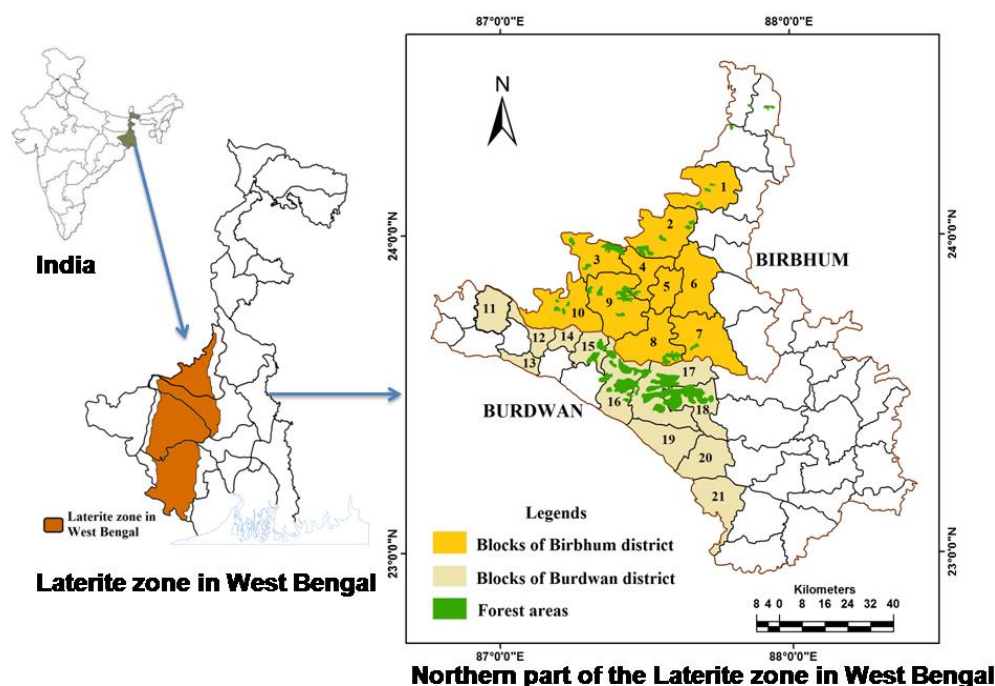 India
Laterite zone in
West Bengal
Laterite zone in West Bengal
87°0'0"E
88°0'0"E
24°0'0"N
24°0'0"N
23°0'0"N
23°0'0"N
N
1
2
3
4
5
6
7
8
9
10
11
12
13
14
15
16
17
18
19
20
21
BIRBHUM
BURDWAN
Legends
Blocks of Birbhum district
Blocks of Burdwan district
Forest areas
Kilometers
8 4 0 8 16 24 32 40
87°0'0"E
88°0'0"E
Northern part of the Laterite zone in West Bengal